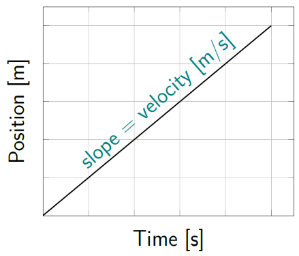 Position [m]
slope = velocity [m/s]
Time [s]